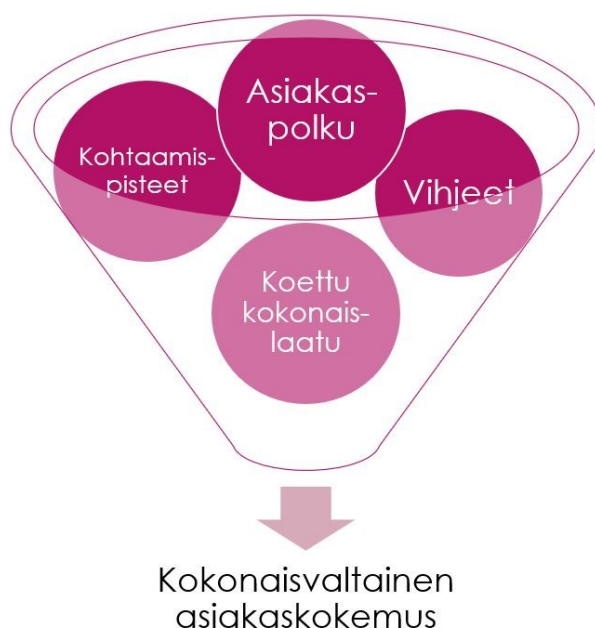 Asiakas-
polku
Kohtaamis-
pisteet
Vihjeet
Koettu
kokonais-
laatu
Kokonaisvaltainen
asiakaskokemus